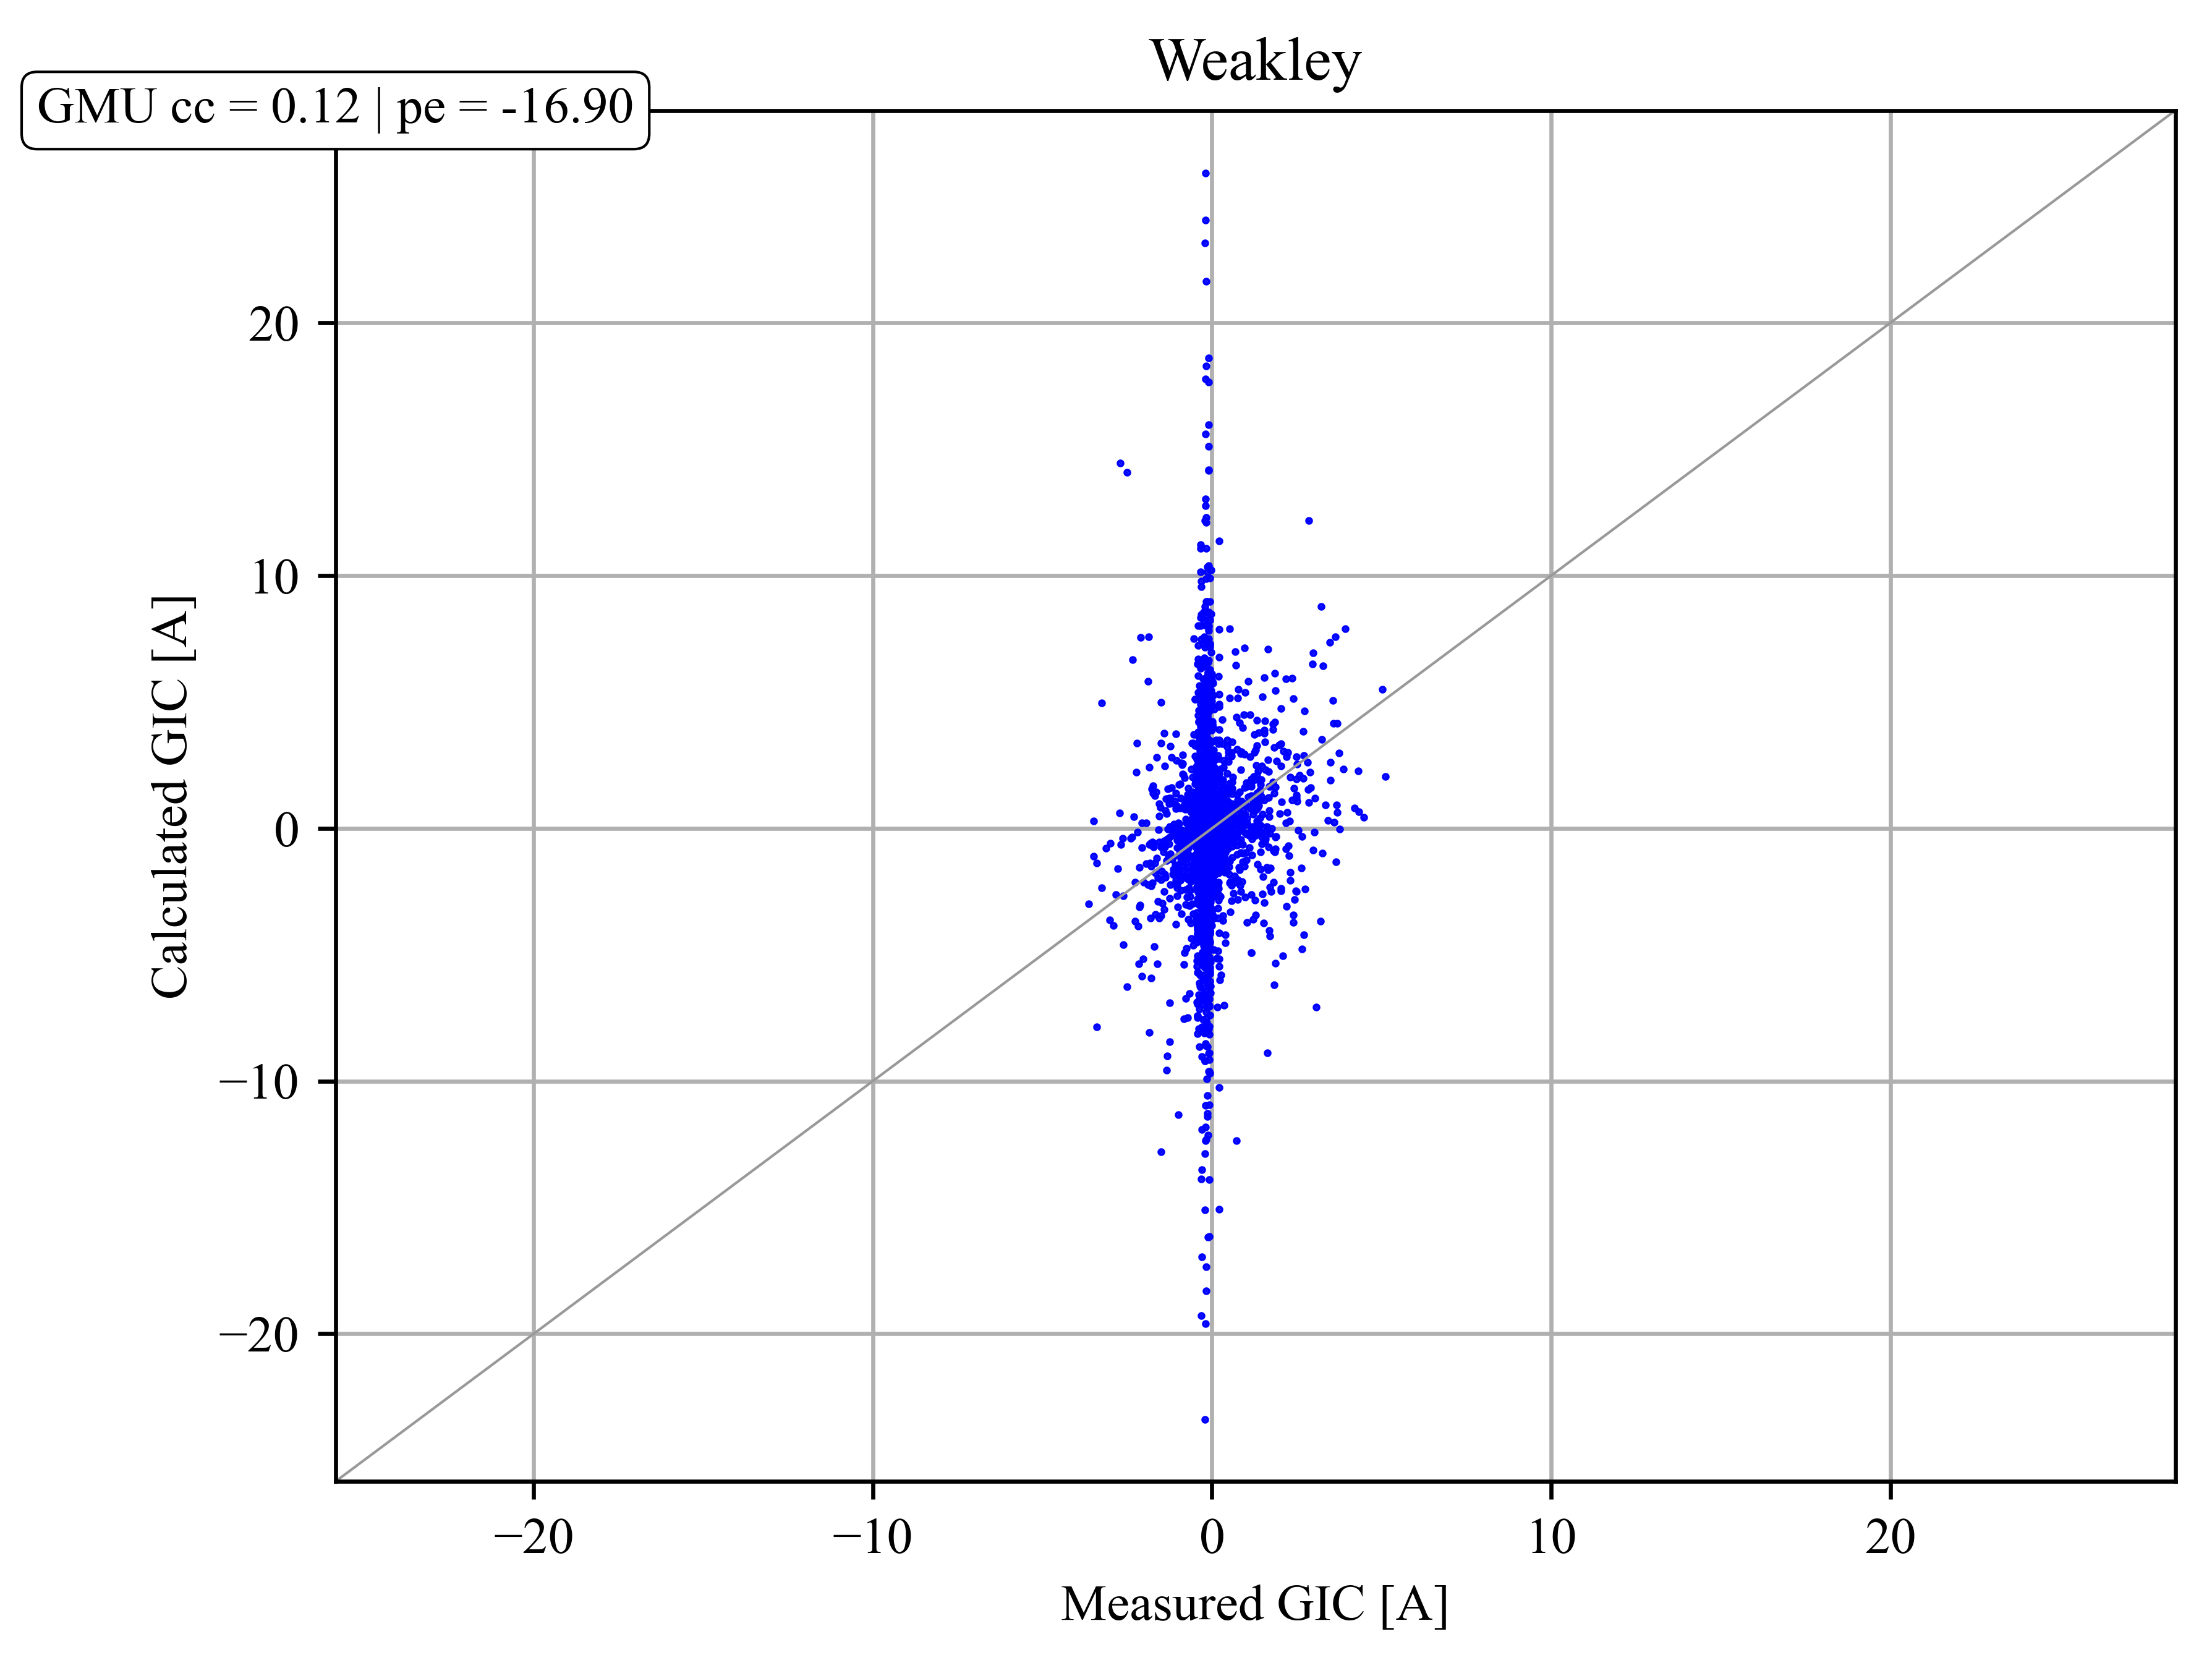 Weakley
GMU cc = 0.12 | pe = -16.90
20
10
0
−10
−20
Calculated GIC [A]
−20 −10 0 10 20
Measured GIC [A]